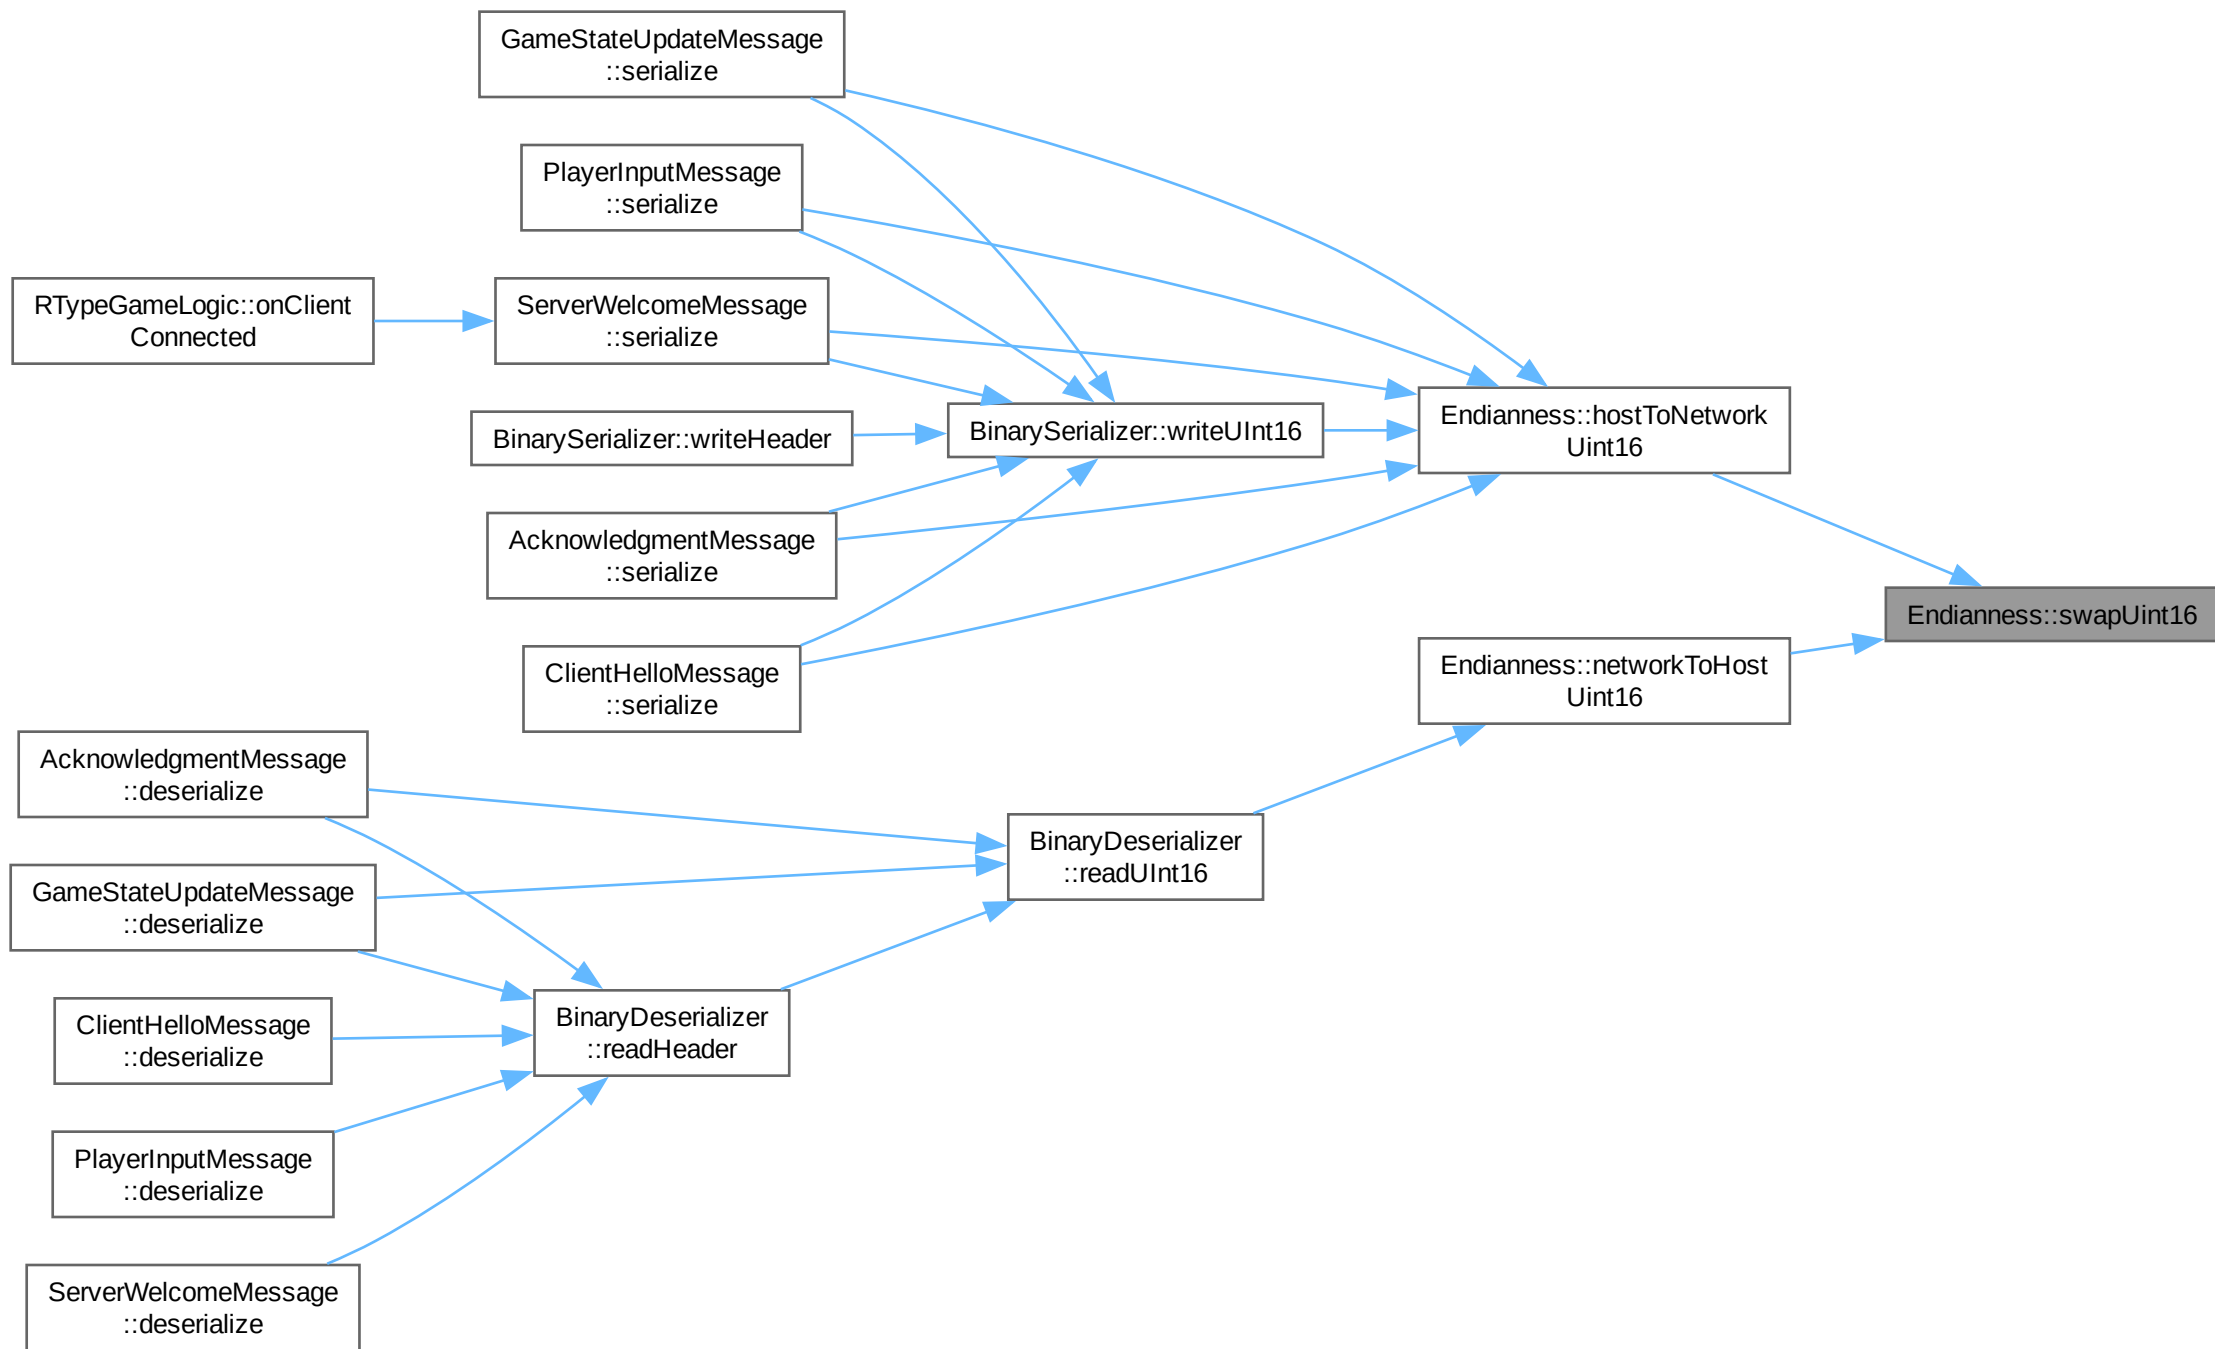 GameStateUpdateMessage
::serialize
PlayerInputMessage
::serialize
RTypeGameLogic::onClient
Connected
ServerWelcomeMessage
::serialize
BinarySerializer::writeHeader
BinarySerializer::writeUInt16
Endianness::hostToNetwork
Uint16
AcknowledgmentMessage
::serialize
ClientHelloMessage
::serialize
Endianness::swapUint16
Endianness::networkToHost
Uint16
AcknowledgmentMessage
::deserialize
GameStateUpdateMessage
::deserialize
BinaryDeserializer
::readUInt16
ClientHelloMessage
::deserialize
BinaryDeserializer
::readHeader
PlayerInputMessage
::deserialize
ServerWelcomeMessage
::deserialize